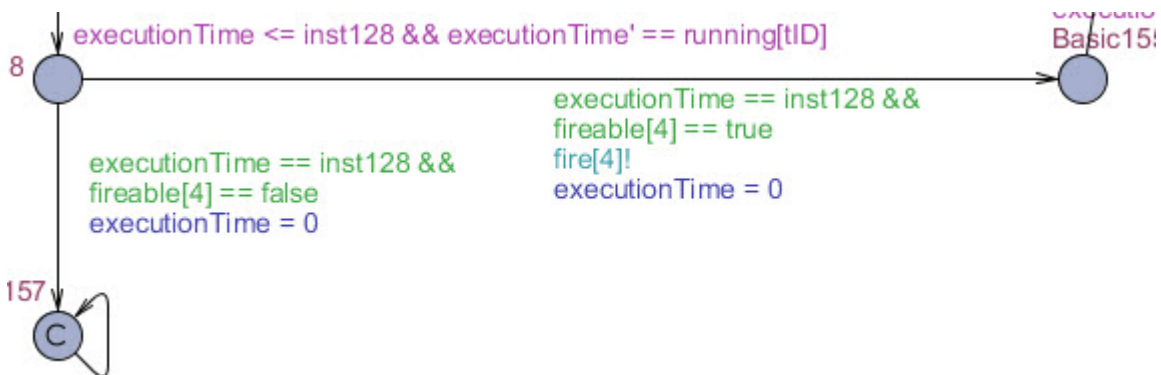 executionTime <= inst128 && executionTime' == running[tID]
Basic155
8
executionTime == inst128 &&
fireable[4] == true
fire[4]!
executionTime = 0
executionTime == inst128 &&
fireable[4] == false
executionTime = 0
157
C